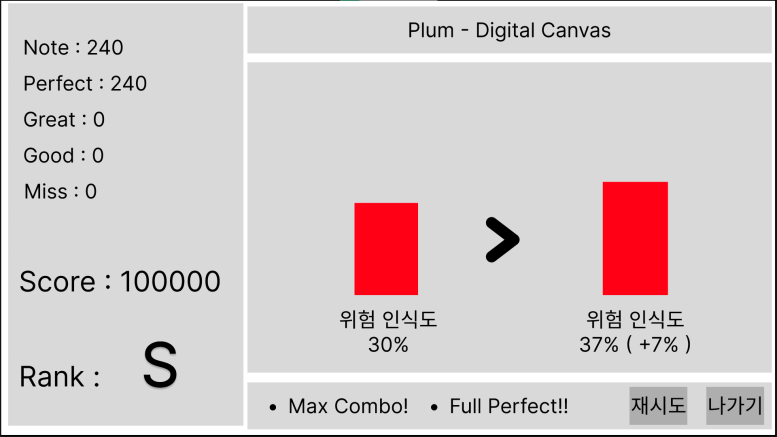 Note : 240
Perfect : 240
Great : 0
Good : 0
Miss : 0
Score : 100000
Rank : S
Plum - Digital Canvas
>
위험 인식도
30%
위험 인식도
37% ( +7% )
• Max Combo! • Full Perfect!! 재시도 나가기